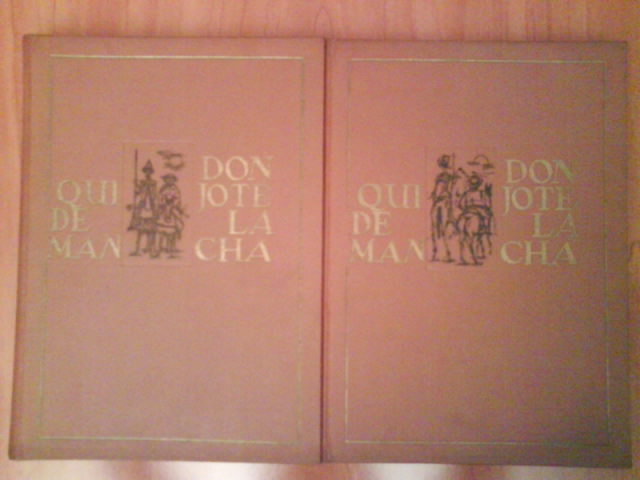 DON
QUI JOTE
DE LA
MAN CHA
DON
QUI JOTE
DE LA
MAN CHA